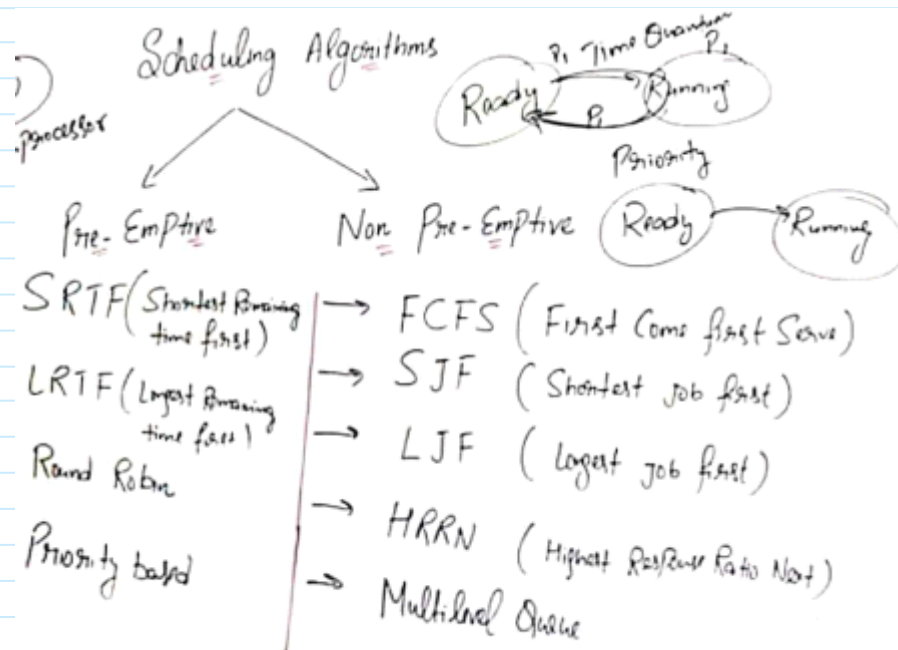 Scheduling Algorithms
P1 Time Quantum
P1
Ready
Running
P1
processor
Priority
Ready
Running
Pre-Emptive
Non Pre-Emptive
SRTF (Shortest Remaining
time first)
LRTF (Longest Remaining
time first)
Round Robin
Priority based
→ FCFS (First Come first Serve)
→ SJF (Shortest job first)
→ LJF (Longest job first)
→ HRRN (Highest Response Ratio Next)
→ Multilevel Queue